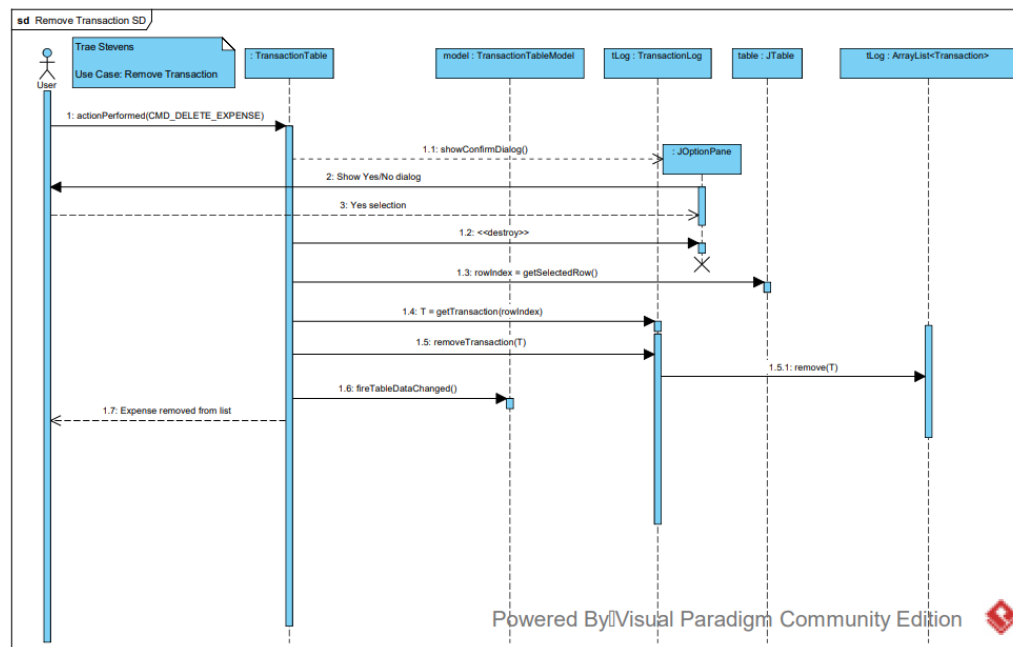 sd Remove Transaction SD
Trae Stevens
Use Case: Remove Transaction
User
: TransactionTable
model : TransactionTableModel
tLog : TransactionLog
table : JTable
tLog : ArrayList<Transaction>
1: actionPerformed(CMD_DELETE_EXPENSE)
1.1: showConfirmDialog()
: JOptionPane
2: Show Yes/No dialog
3: Yes selection
1.2: <<destroy>>
1.3: rowIndex = getSelectedRow()
1.4: T = getTransaction(rowIndex)
1.5: removeTransaction(T)
1.5.1: remove(T)
1.6: fireTableDataChanged()
1.7: Expense removed from list
Powered By Visual Paradigm Community Edition